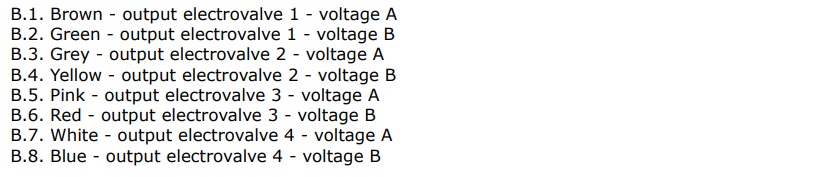 B.1. Brown - output electrovalve 1 - voltage A
B.2. Green - output electrovalve 1 - voltage B
B.3. Grey - output electrovalve 2 - voltage A
B.4. Yellow - output electrovalve 2 - voltage B
B.5. Pink - output electrovalve 3 - voltage A
B.6. Red - output electrovalve 3 - voltage B
B.7. White - output electrovalve 4 - voltage A
B.8. Blue - output electrovalve 4 - voltage B